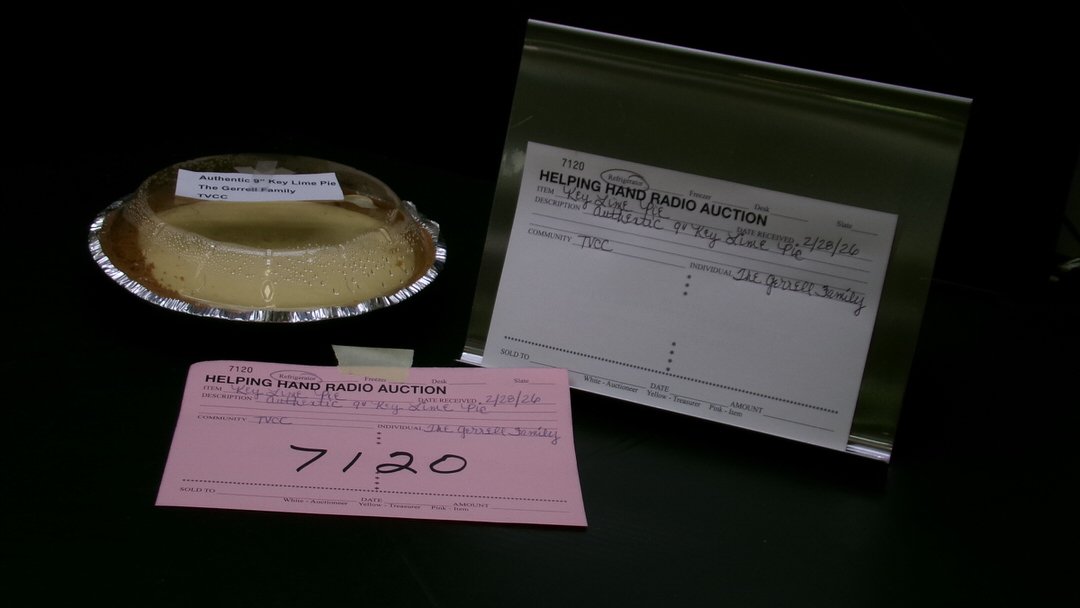 Authentic 9" Key Lime Pie
The Gerrell Family
TVCC
7120
Refrigerator Freezer Desk Slate
HELPING HAND RADIO AUCTION
ITEM Key Lime Pie DATE RECEIVED 2/28/26
DESCRIPTION Authentic 9" Key Lime Pie
COMMUNITY TVCC INDIVIDUAL The Gerrell Family
SOLD TO DATE AMOUNT
White - Auctioneer Yellow - Treasurer Pink - Item
7120
Refrigerator Freezer Desk Slate
HELPING HAND RADIO AUCTION
ITEM Key Lime Pie DATE RECEIVED 2/28/26
DESCRIPTION Authentic 9" Key Lime Pie
COMMUNITY TVCC INDIVIDUAL The Gerrell Family
7120
SOLD TO DATE AMOUNT
White - Auctioneer Yellow - Treasurer Pink - Item